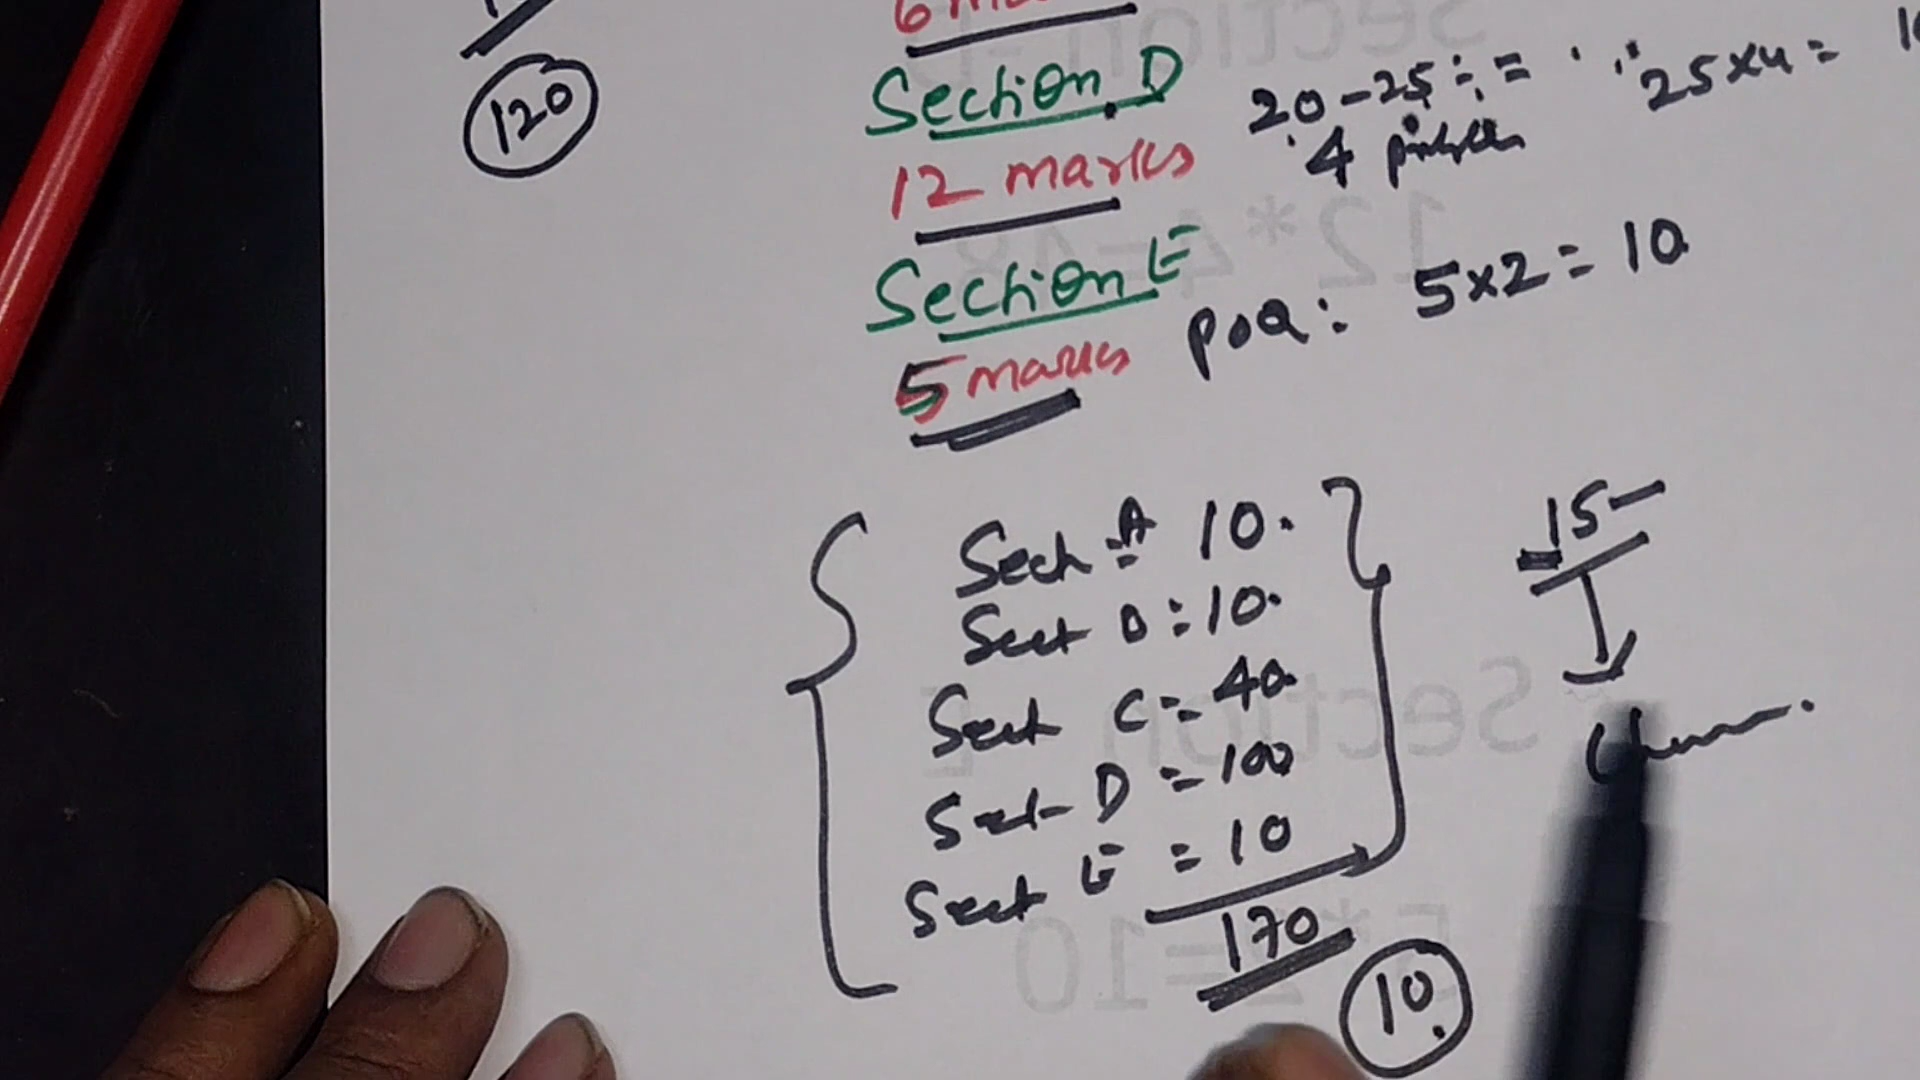 120
Section D
12 marks
20-25 :. =
25x4 =
4
Section E
5 marks
POQ : 5x2 = 10
Sect A 10.
Sect B : 10.
Sect C = 40
Sect D = 100
Sect E = 10
170
10
15